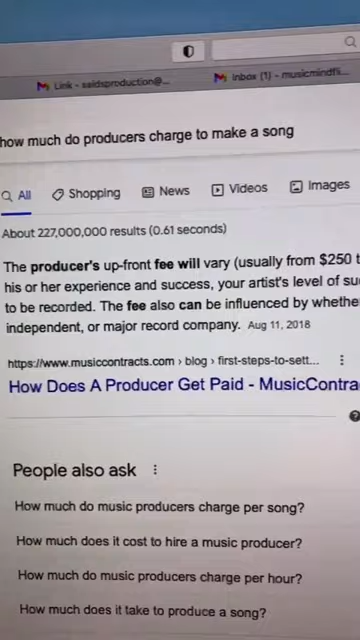 Link - saidsproduction@...
Inbox (1) - musicmindfli...
how much do producers charge to make a song
All
Shopping
News
Videos
Images
About 227,000,000 results (0.61 seconds)
The producer's up-front fee will vary (usually from $250 t
his or her experience and success, your artist's level of su
to be recorded. The fee also can be influenced by whethe
independent, or major record company. Aug 11, 2018
https://www.musiccontracts.com › blog › first-steps-to-sett...
How Does A Producer Get Paid - MusicContra
People also ask
How much do music producers charge per song?
How much does it cost to hire a music producer?
How much do music producers charge per hour?
How much does it take to produce a song?